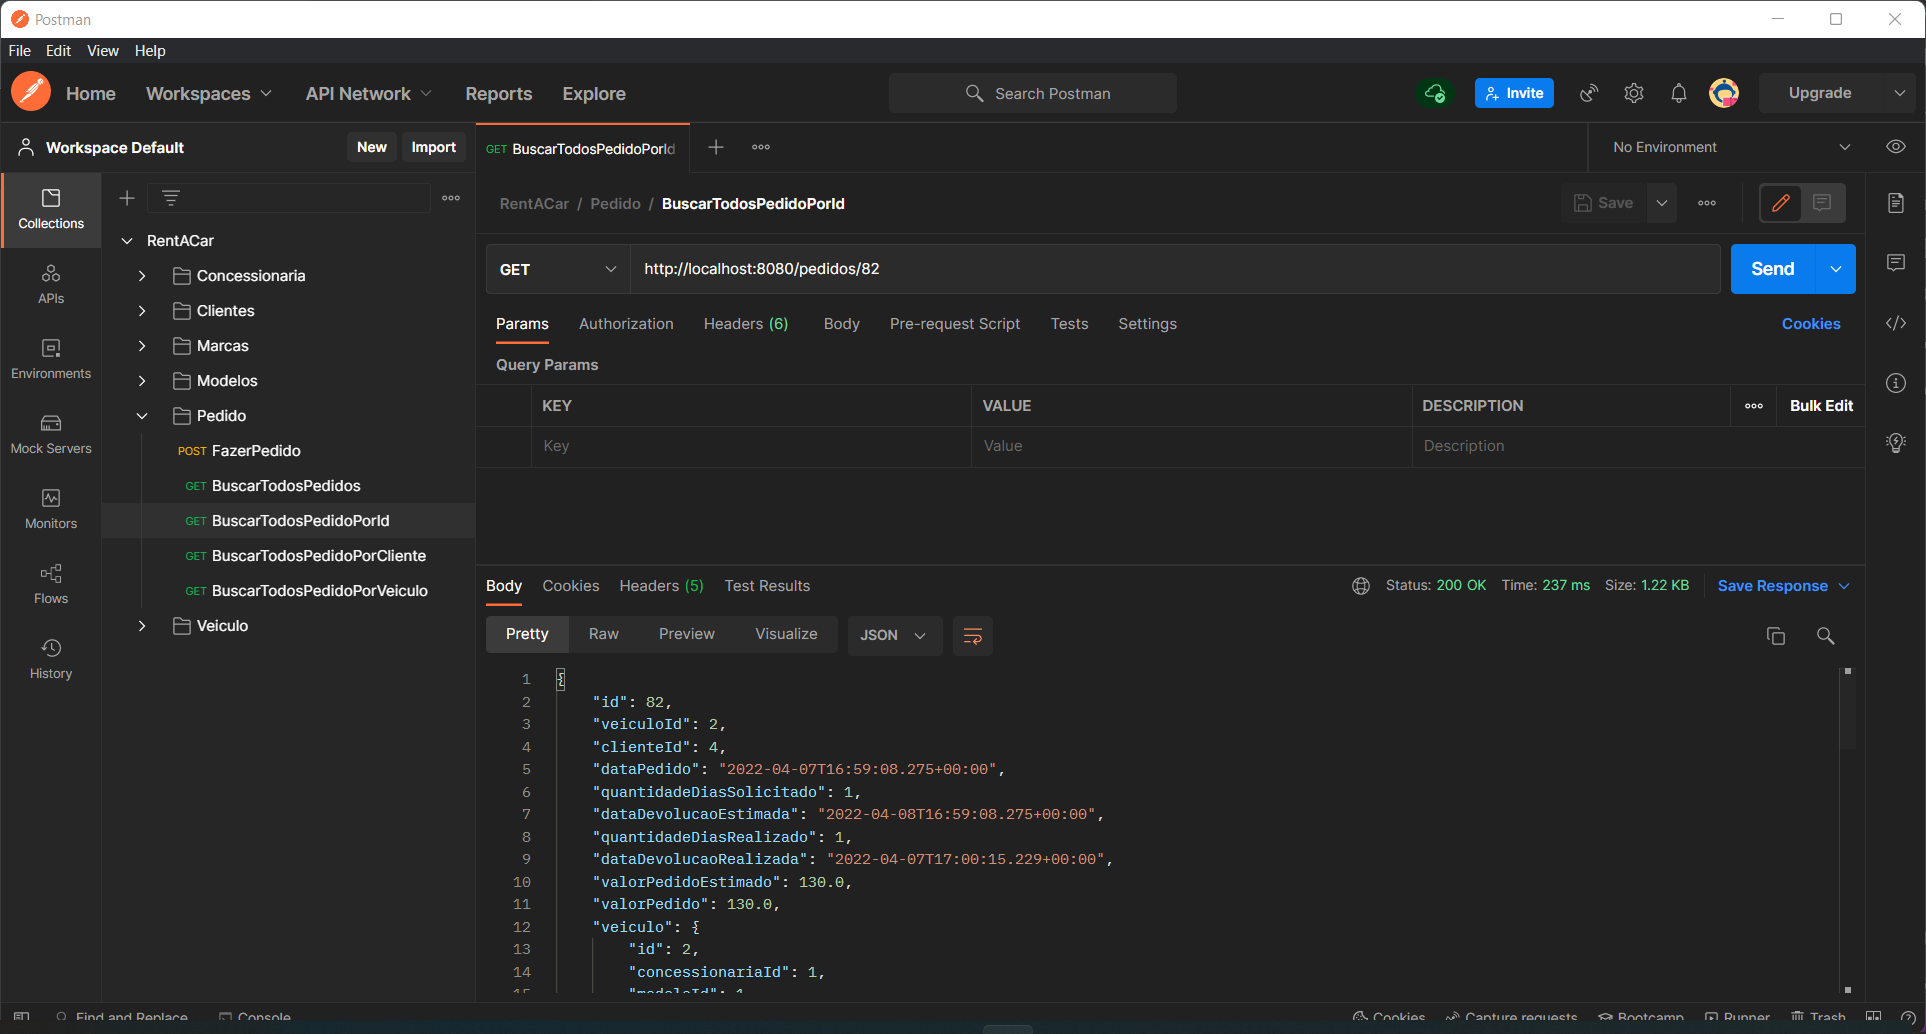 Postman
File Edit View Help
Home Workspaces API Network Reports Explore Search Postman Invite Upgrade
Workspace Default New Import GET BuscarTodosPedidoPorId No Environment
Collections
APIs
Environments
Mock Servers
Monitors
Flows
History
RentACar
Concessionaria
Clientes
Marcas
Modelos
Pedido
POST FazerPedido
GET BuscarTodosPedidos
GET BuscarTodosPedidoPorId
GET BuscarTodosPedidoPorCliente
GET BuscarTodosPedidoPorVeiculo
Veiculo
RentACar / Pedido / BuscarTodosPedidoPorId Save
GET http://localhost:8080/pedidos/82 Send
Params Authorization Headers (6) Body Pre-request Script Tests Settings Cookies
Query Params
KEY VALUE DESCRIPTION Bulk Edit
Key Value Description
Body Cookies Headers (5) Test Results Status: 200 OK Time: 237 ms Size: 1.22 KB Save Response
Pretty Raw Preview Visualize JSON
1 {
2 "id": 82,
3 "veiculoId": 2,
4 "clienteId": 4,
5 "dataPedido": "2022-04-07T16:59:08.275+00:00",
6 "quantidadeDiasSolicitado": 1,
7 "dataDevolucaoEstimada": "2022-04-08T16:59:08.275+00:00",
8 "quantidadeDiasRealizado": 1,
9 "dataDevolucaoRealizada": "2022-04-07T17:00:15.229+00:00",
10 "valorPedidoEstimado": 130.0,
11 "valorPedido": 130.0,
12 "veiculo": {
13 "id": 2,
14 "concessionariaId": 1,
15 "modeloId": 1
Find and Replace Console Cookies Capture requests Bootcamp Runner Trash